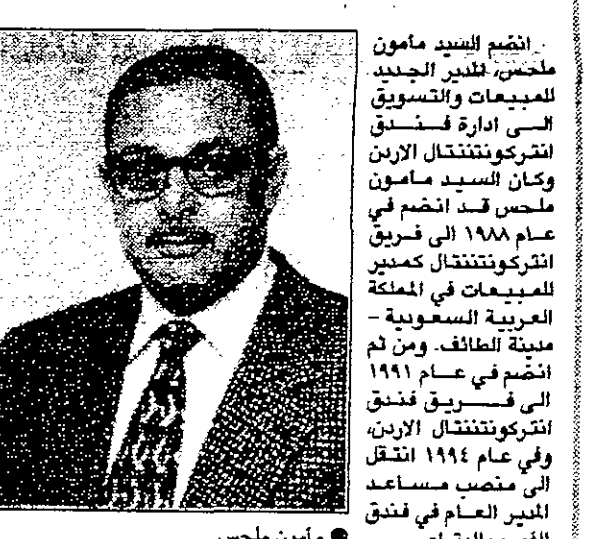 انضم السيد مأمون
ملحس، المدير الجديد
للمبيعات والتسويق
الى ادارة فندق
انتركونتننتال الاردن
وكان السيد مأمون
ملحس قد انضم في
عام ١٩٨٨ الى فريق
انتركونتننتال كمدير
للمبيعات في المملكة
العربية السعودية -
مدينة الطائف. ومن ثم
انضم في عام ١٩٩١
الى فريق فندق
انتركونتننتال الاردن،
وفي عام ١٩٩٤ انتقل
الى منصب مساعد
المدير العام في فندق
● مأمون ملحس